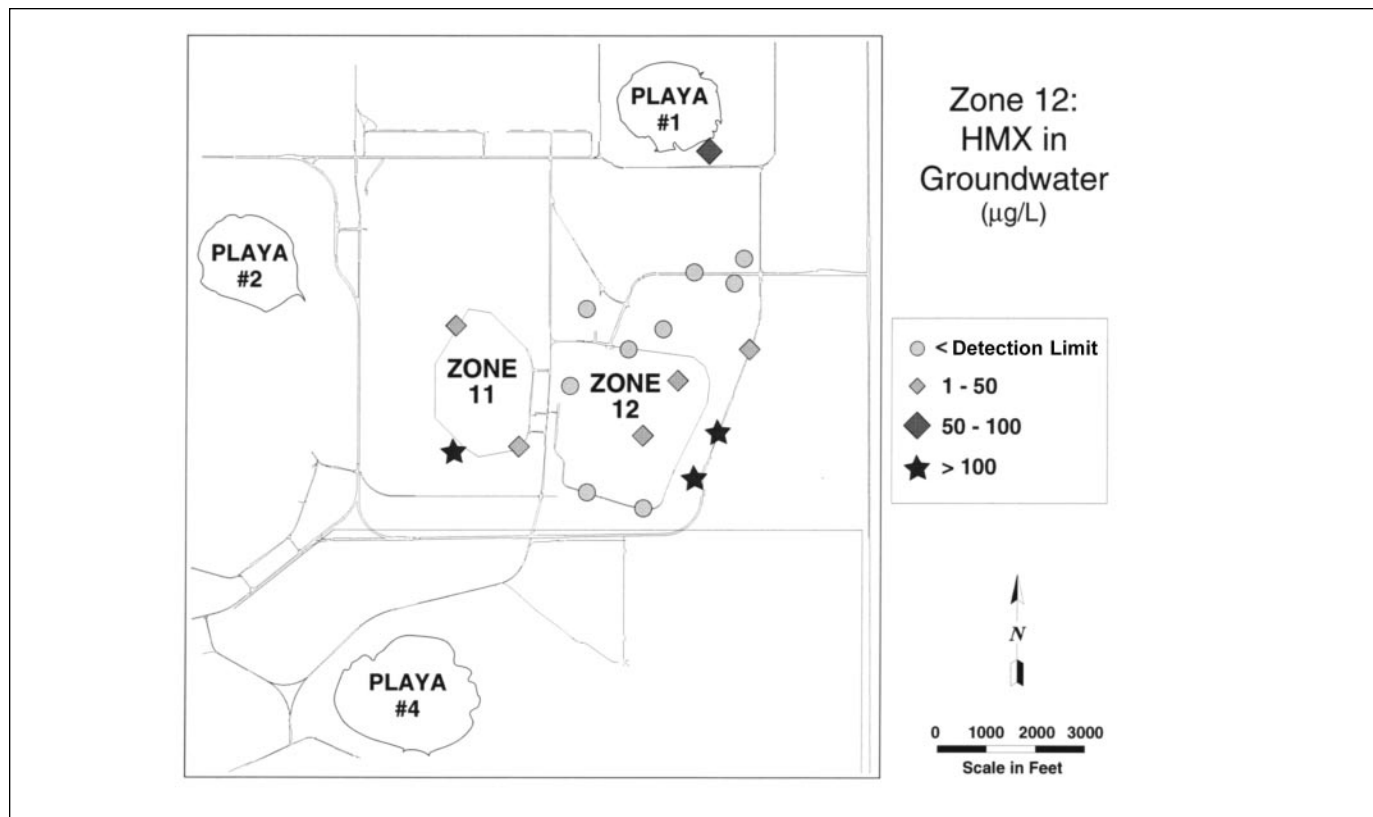 PLAYA
#1
Zone 12:
HMX in
Groundwater
(µg/L)
PLAYA
#2
ZONE
11
ZONE
12
< Detection Limit
1 - 50
50 - 100
> 100
PLAYA
#4
N
0 1000 2000 3000
Scale in Feet